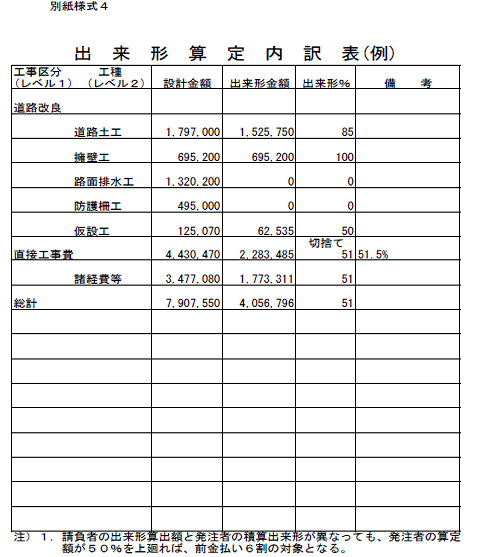 別紙様式４
出来形算定内訳表(例)
工事区分　工種
（レベル１）（レベル２） 設計金額 出来形金額 出来形％ 備　考
道路改良
道路土工 1,797,000 1,525,750 85
擁壁工 695,200 695,200 100
路面排水工 1,320,200 0 0
防護柵工 495,000 0 0
仮設工 125,070 62,535 50
切捨て
直接工事費 4,430,470 2,283,485 51 51.5%
諸経費等 3,477,080 1,773,311 51
総計 7,907,550 4,056,796 51
注）１．請負者の出来形算出額と発注者の積算出来形が異なっても、発注者の算定
額が５０％を上廻れば、前金払い６割の対象となる。